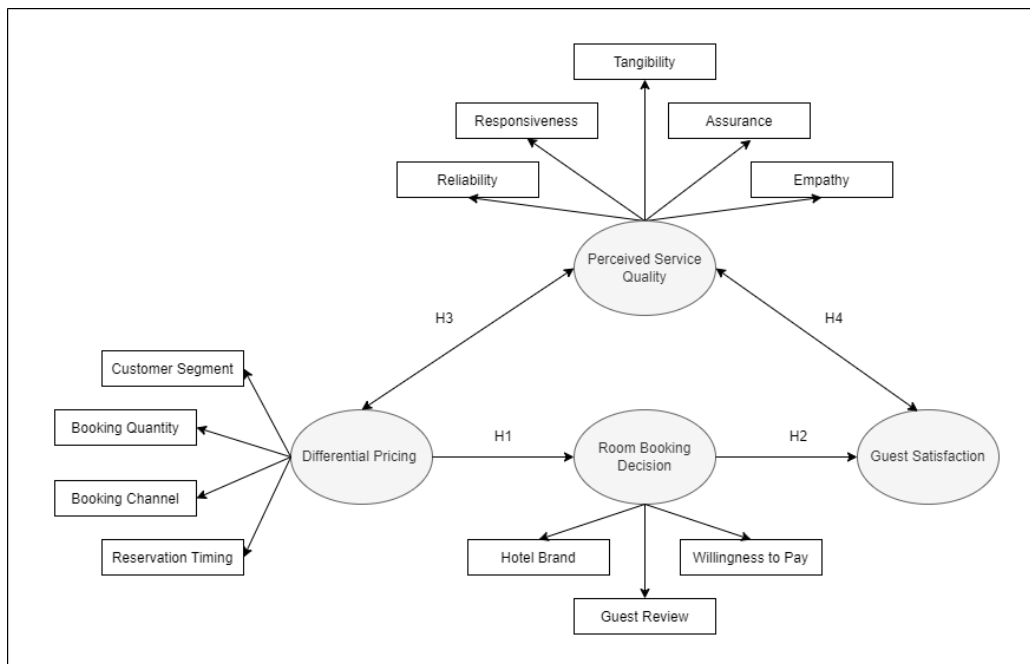 Tangibility
Responsiveness
Assurance
Reliability
Empathy
Perceived Service
Quality
H3
H4
Customer Segment
Booking Quantity
Differential Pricing
H1
Room Booking
Decision
H2
Guest Satisfaction
Booking Channel
Reservation Timing
Hotel Brand
Willingness to Pay
Guest Review